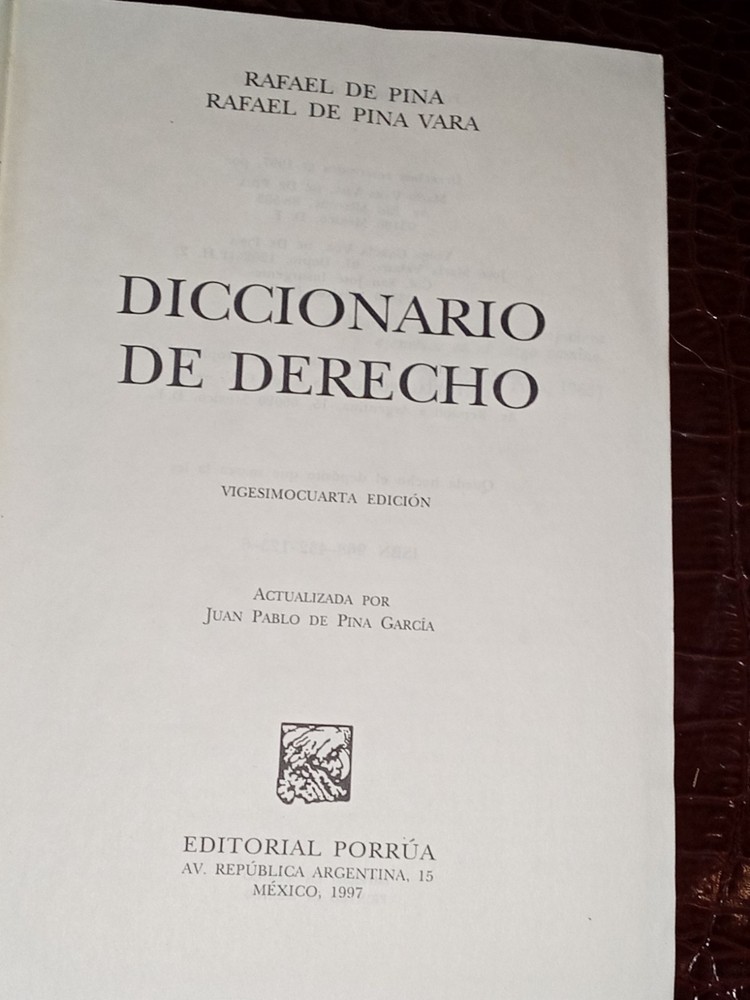 RAFAEL DE PINA
RAFAEL DE PINA VARA
DICCIONARIO
DE DERECHO
VIGESIMOCUARTA EDICIÓN
ACTUALIZADA POR
JUAN PABLO DE PINA GARCÍA
EDITORIAL PORRÚA
AV. REPÚBLICA ARGENTINA, 15
MÉXICO, 1997